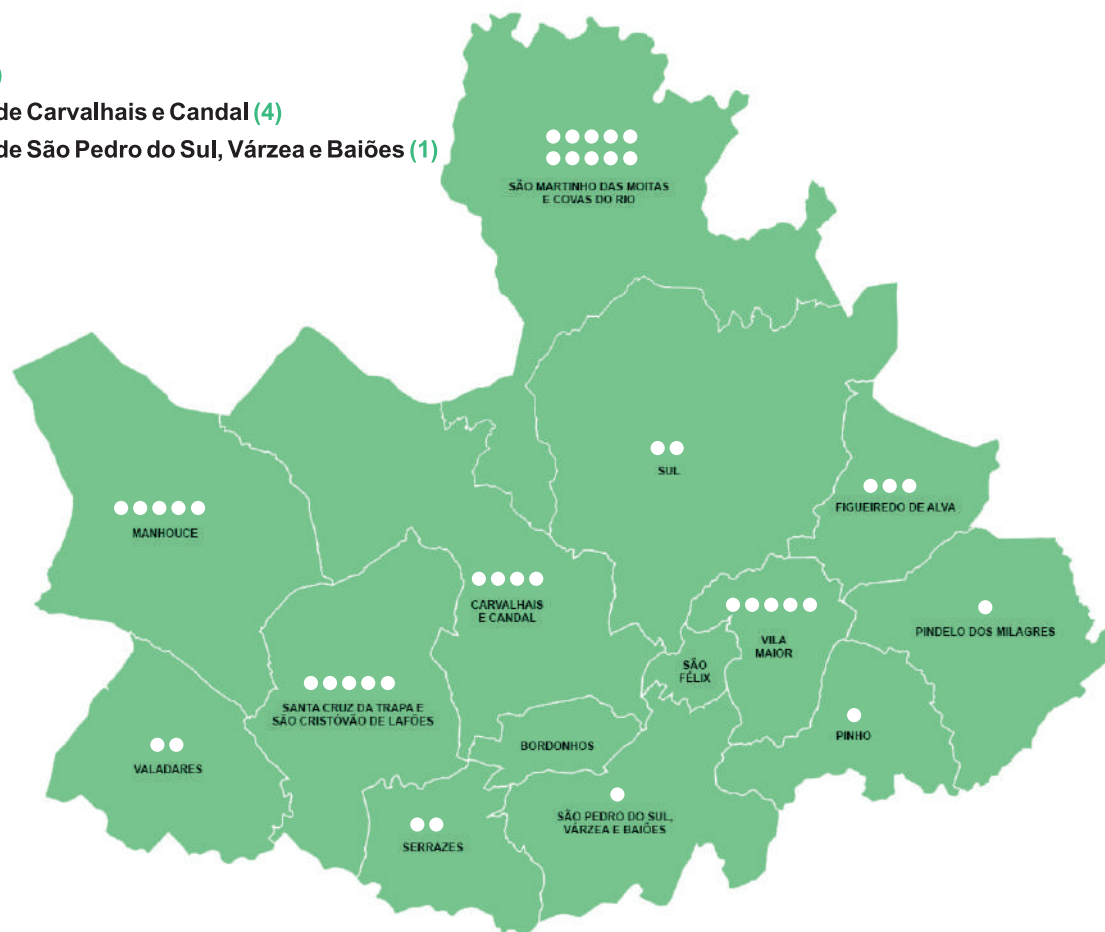 )
de Carvalhais e Candal (4)
de São Pedro do Sul, Várzea e Baiões (1)
SÃO MARTINHO DAS MOITAS
E COVAS DO RIO
SUL
FIGUEIREDO DE ALVA
MANHOUCE
CARVALHAIS
E CANDAL
PINDELO DOS MILAGRES
VILA
MAIOR
SÃO
FÉLIX
SANTA CRUZ DA TRAPA E
SÃO CRISTÓVÃO DE LAFÕES
PINHO
BORDONHOS
VALADARES
SÃO PEDRO DO SUL,
VÁRZEA E BAIÕES
SERRAZES